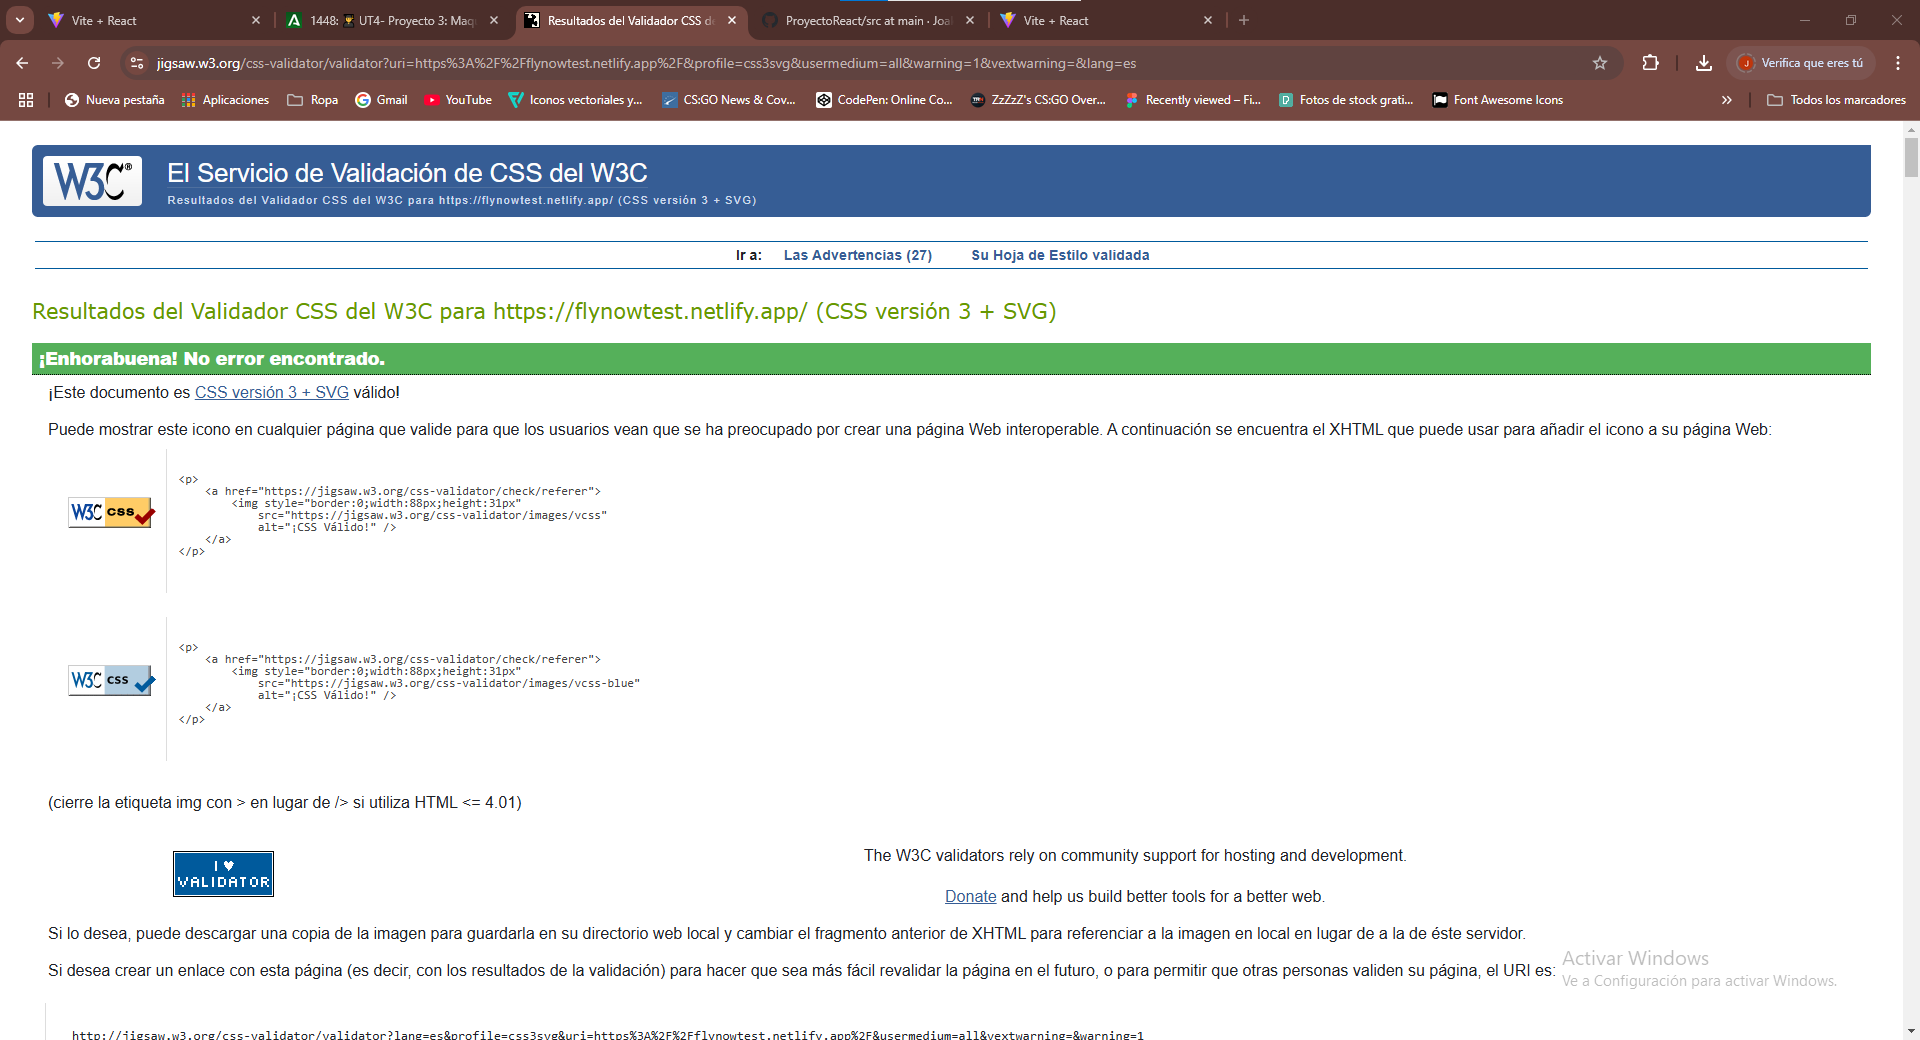 Vite + React
1448: UT4- Proyecto 3: Maqu
Resultados del Validador CSS de
ProyectoReact/src at main · Joa
Vite + React
jigsaw.w3.org/css-validator/validator?uri=https%3A%2F%2Fflynowtest.netlify.app%2F&profile=css3svg&usermedium=all&warning=1&vextwarning=&lang=es
J
Verifica que eres tú
Nueva pestaña
Aplicaciones
Ropa
Gmail
YouTube
Iconos vectoriales y...
CS:GO News & Cov...
CodePen: Online Co...
ZzZzZ's CS:GO Over...
Recently viewed – Fi...
Fotos de stock grati...
Font Awesome Icons
»
Todos los marcadores
W3C®
El Servicio de Validación de CSS del W3C
Resultados del Validador CSS del W3C para https://flynowtest.netlify.app/ (CSS versión 3 + SVG)
Ir a: Las Advertencias (27) Su Hoja de Estilo validada
Resultados del Validador CSS del W3C para https://flynowtest.netlify.app/ (CSS versión 3 + SVG)
¡Enhorabuena! No error encontrado.
¡Este documento es CSS versión 3 + SVG válido!
Puede mostrar este icono en cualquier página que valide para que los usuarios vean que se ha preocupado por crear una página Web interoperable. A continuación se encuentra el XHTML que puede usar para añadir el icono a su página Web:
W3C css
<p>
<a href="https://jigsaw.w3.org/css-validator/check/referer">
<img style="border:0;width:88px;height:31px"
src="https://jigsaw.w3.org/css-validator/images/vcss"
alt="¡CSS Válido!" />
</a>
</p>
W3C css
<p>
<a href="https://jigsaw.w3.org/css-validator/check/referer">
<img style="border:0;width:88px;height:31px"
src="https://jigsaw.w3.org/css-validator/images/vcss-blue"
alt="¡CSS Válido!" />
</a>
</p>
(cierre la etiqueta img con > en lugar de /> si utiliza HTML <= 4.01)
I ♥
VALIDATOR
The W3C validators rely on community support for hosting and development.
Donate and help us build better tools for a better web.
Si lo desea, puede descargar una copia de la imagen para guardarla en su directorio web local y cambiar el fragmento anterior de XHTML para referenciar a la imagen en local en lugar de a la de éste servidor.
Si desea crear un enlace con esta página (es decir, con los resultados de la validación) para hacer que sea más fácil revalidar la página en el futuro, o para permitir que otras personas validen su página, el URI es:
Activar Windows
Ve a Configuración para activar Windows.
http://jigsaw.w3.org/css-validator/validator?lang=es&profile=css3svg&uri=https%3A%2F%2Fflynowtest.netlify.app%2F&usermedium=all&vextwarning=&warning=1